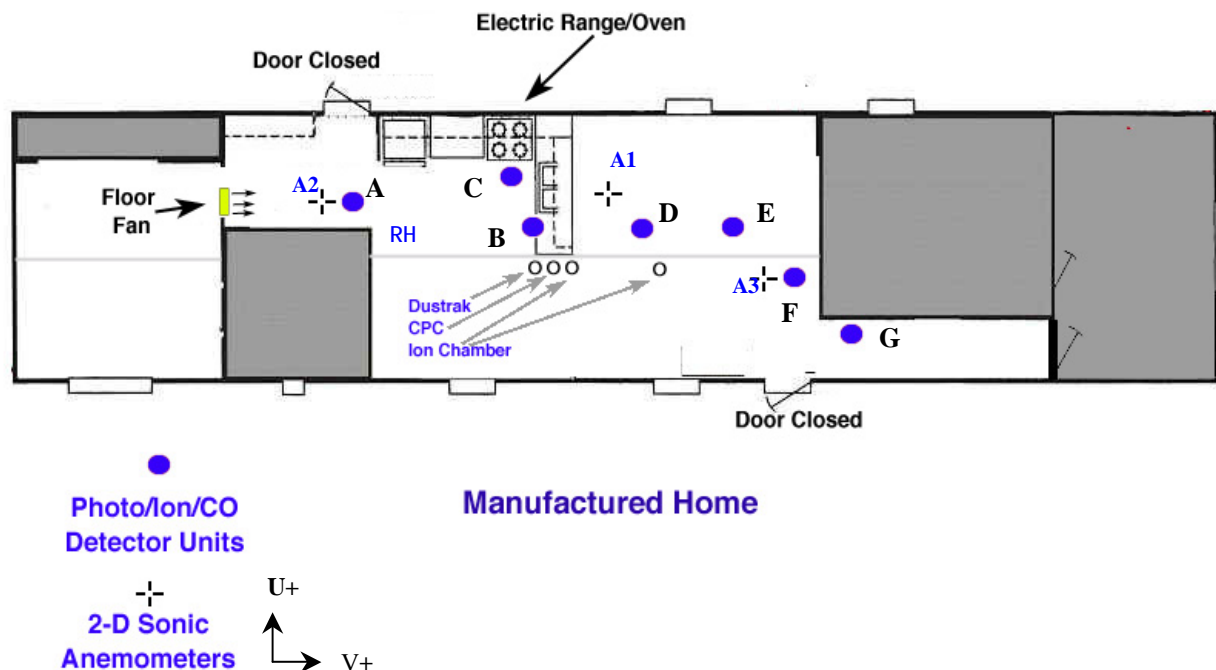 Electric Range/Oven
Door Closed
A1
A2
A
C
D
E
Floor
Fan
B
RH
A3
F
Dustrak
CPC
Ion Chamber
G
Door Closed
Photo/Ion/CO
Detector Units
Manufactured Home
U+
2-D Sonic
Anemometers
V+